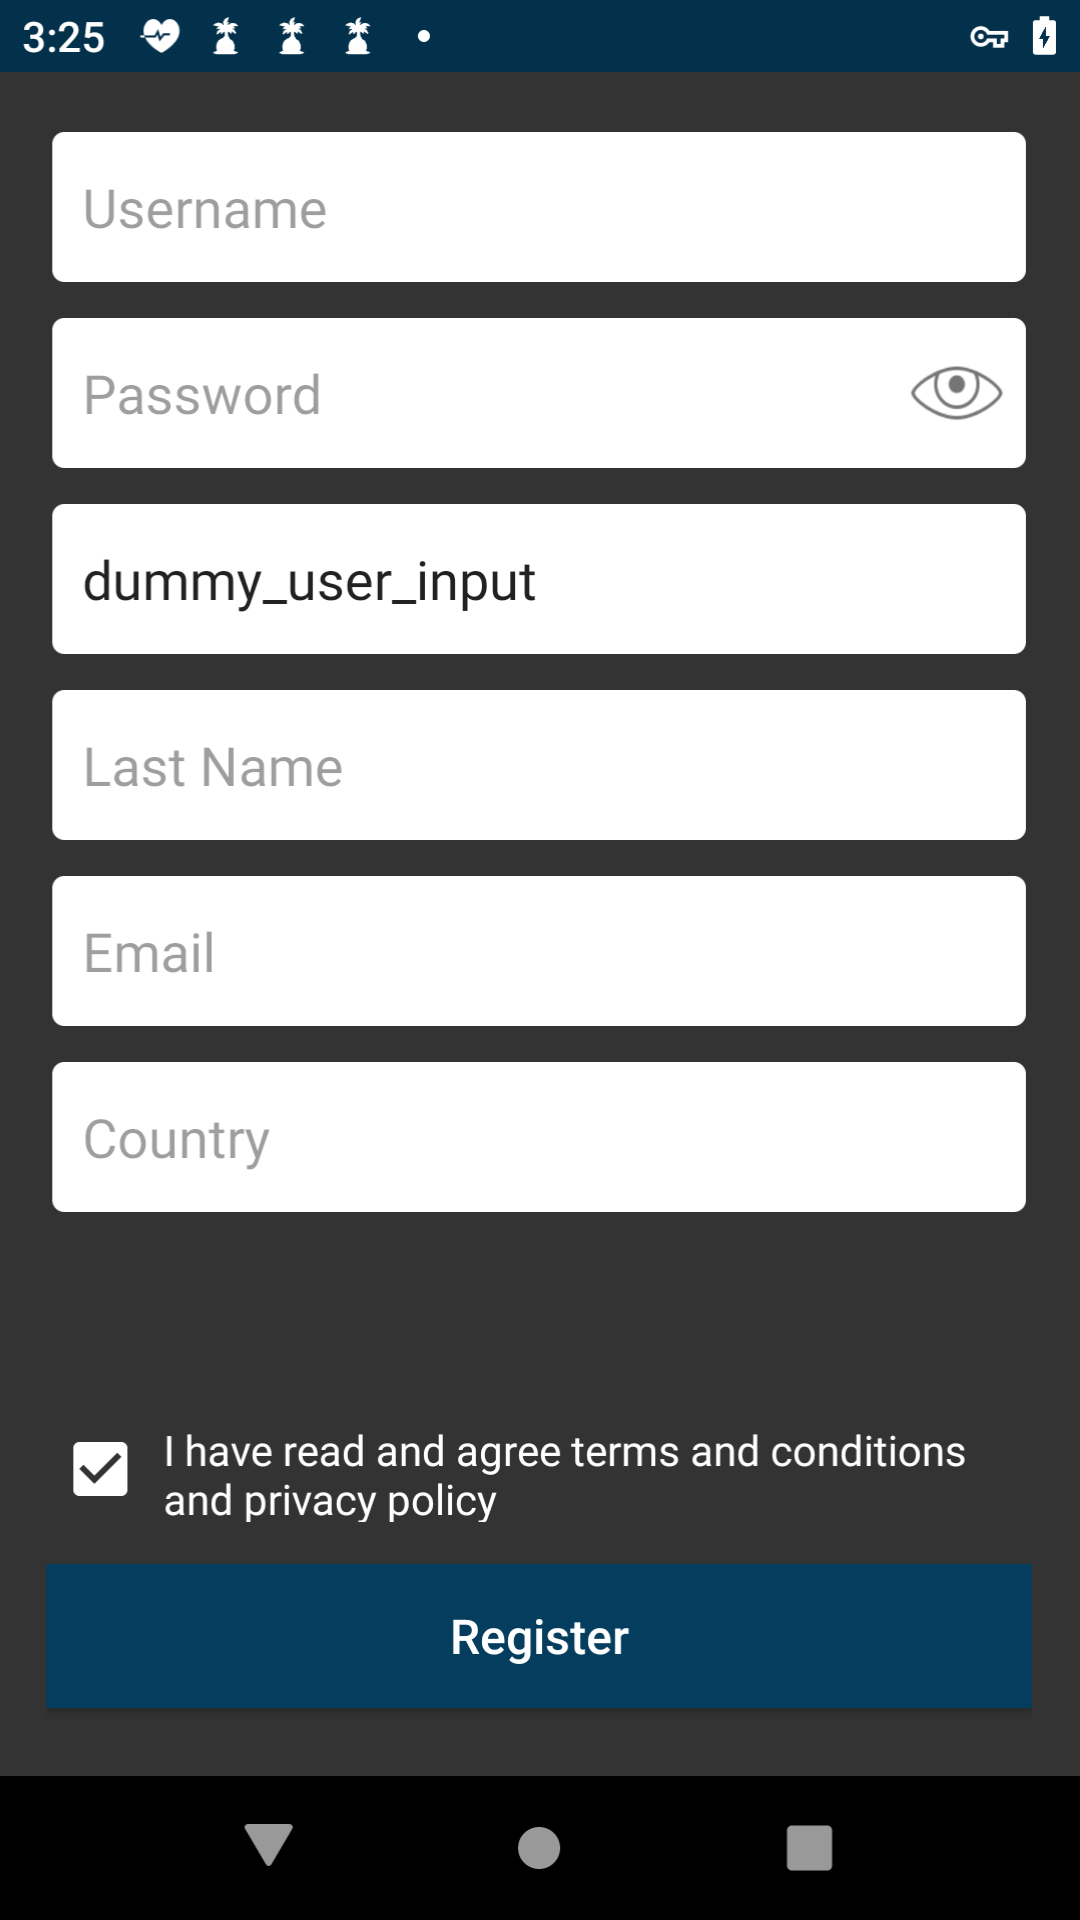 3:25
Username
Password
dummy_user_input
Last Name
Email
Country
I have read and agree terms and conditions
and privacy policy
Register